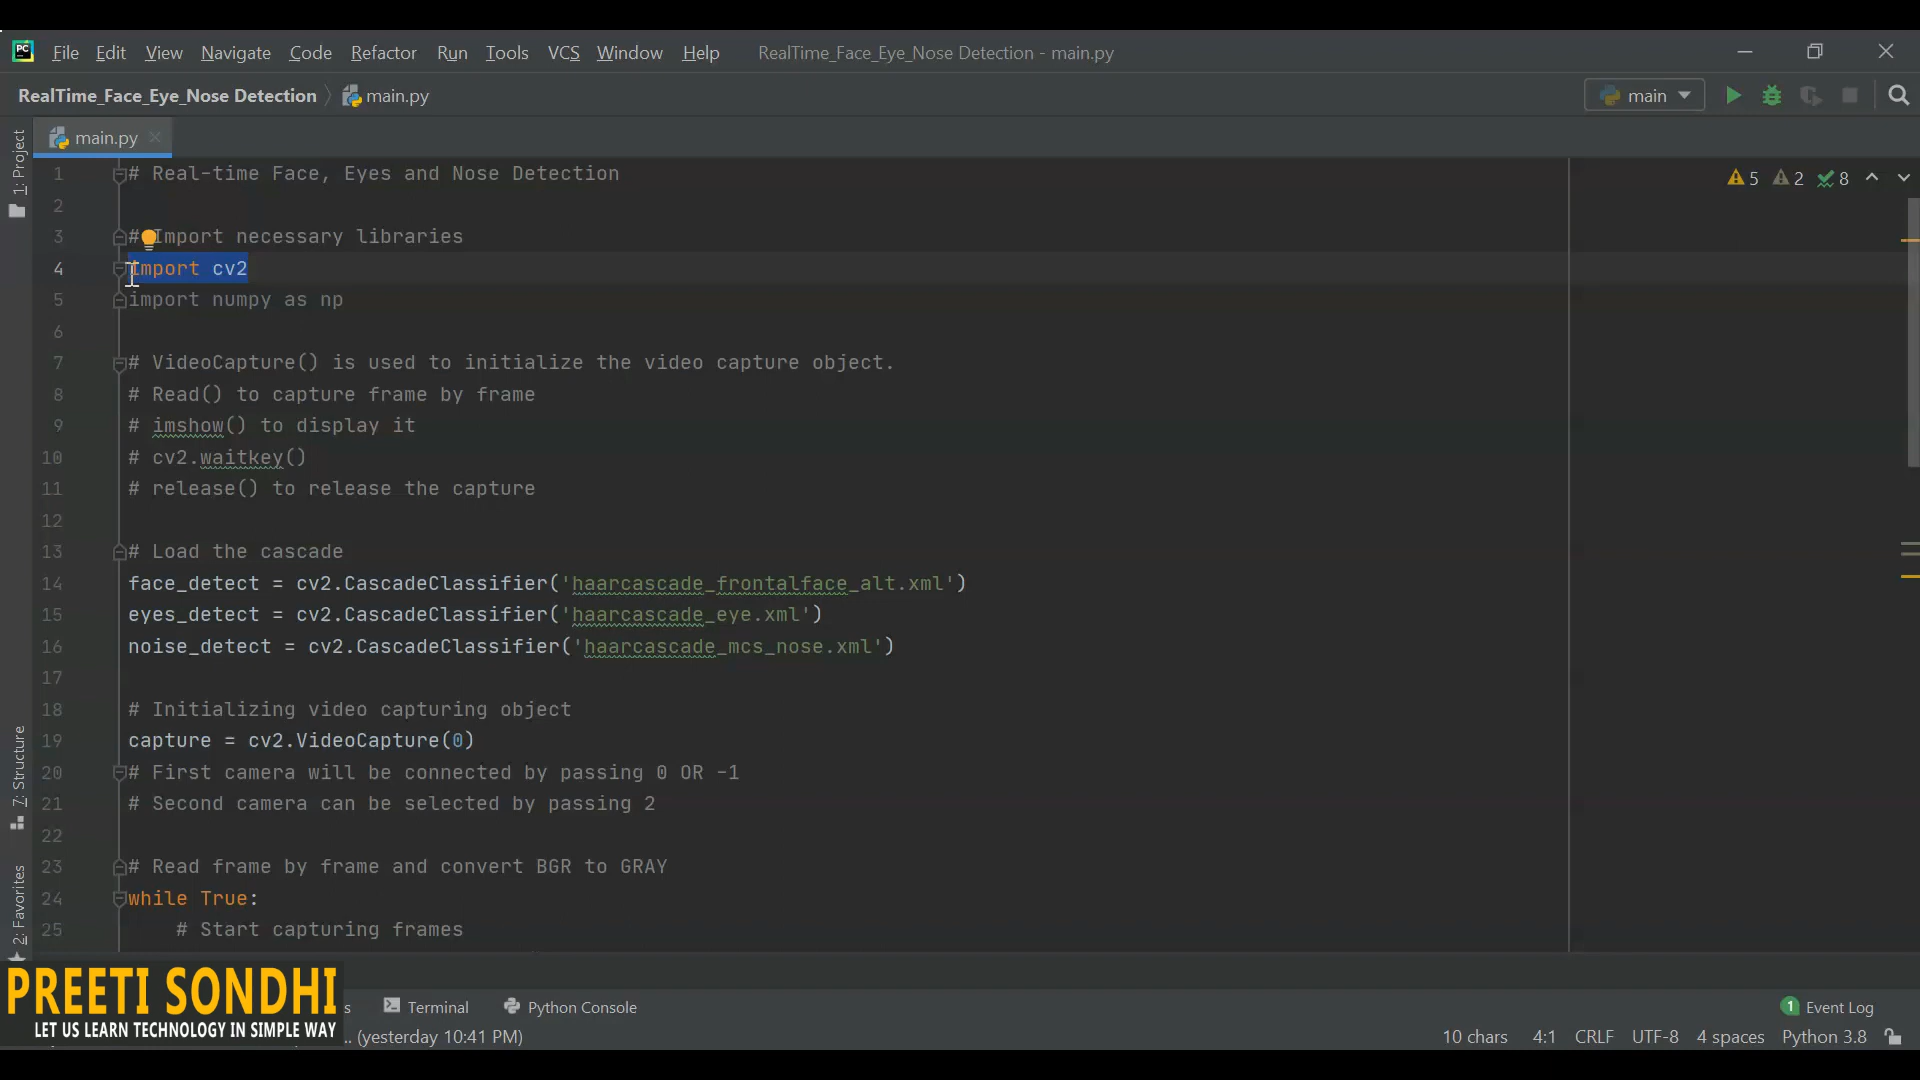 File Edit View Navigate Code Refactor Run Tools VCS Window Help RealTime_Face_Eye_Nose Detection - main.py
RealTime_Face_Eye_Nose Detection main.py main
main.py
1: Project
7: Structure
2: Favorites
5 2 8
1 # Real-time Face, Eyes and Nose Detection
2
3 # Import necessary libraries
4 import cv2
5 import numpy as np
6
7 # VideoCapture() is used to initialize the video capture object.
8 # Read() to capture frame by frame
9 # imshow() to display it
10 # cv2.waitkey()
11 # release() to release the capture
12
13 # Load the cascade
14 face_detect = cv2.CascadeClassifier('haarcascade_frontalface_alt.xml')
15 eyes_detect = cv2.CascadeClassifier('haarcascade_eye.xml')
16 noise_detect = cv2.CascadeClassifier('haarcascade_mcs_nose.xml')
17
18 # Initializing video capturing object
19 capture = cv2.VideoCapture(0)
20 # First camera will be connected by passing 0 OR -1
21 # Second camera can be selected by passing 2
22
23 # Read frame by frame and convert BGR to GRAY
24 while True:
25 # Start capturing frames
PREETI SONDHI
LET US LEARN TECHNOLOGY IN SIMPLE WAY
s Terminal Python Console 1 Event Log
.. (yesterday 10:41 PM) 10 chars 4:1 CRLF UTF-8 4 spaces Python 3.8